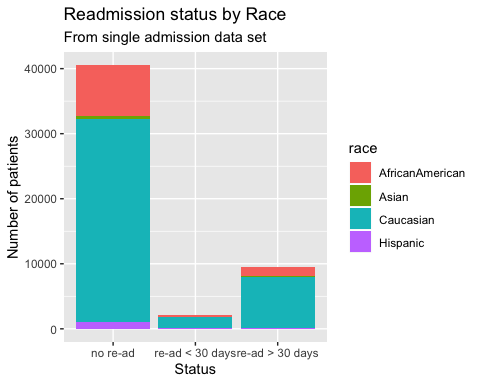 Readmission status by Race
From single admission data set
Number of patients
40000
30000
20000
10000
0
no re-ad
re-ad < 30 days
re-ad > 30 days
Status
race
AfricanAmerican
Asian
Caucasian
Hispanic